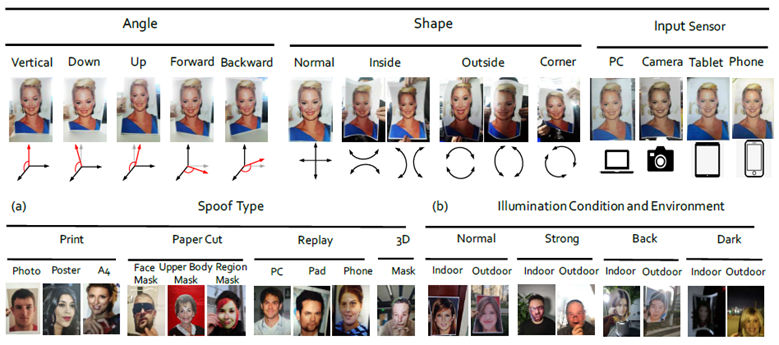 Angle Shape Input Sensor
Vertical Down Up Forward Backward Normal Inside Outside Corner PC Camera Tablet Phone
(a) Spoof Type (b) Illumination Condition and Environment
Print Paper Cut Replay 3D Normal Strong Back Dark
Photo Poster A4 Face Mask Upper Body Mask Region Mask PC Pad Phone Mask Indoor Outdoor Indoor Outdoor Indoor Outdoor Indoor Outdoor